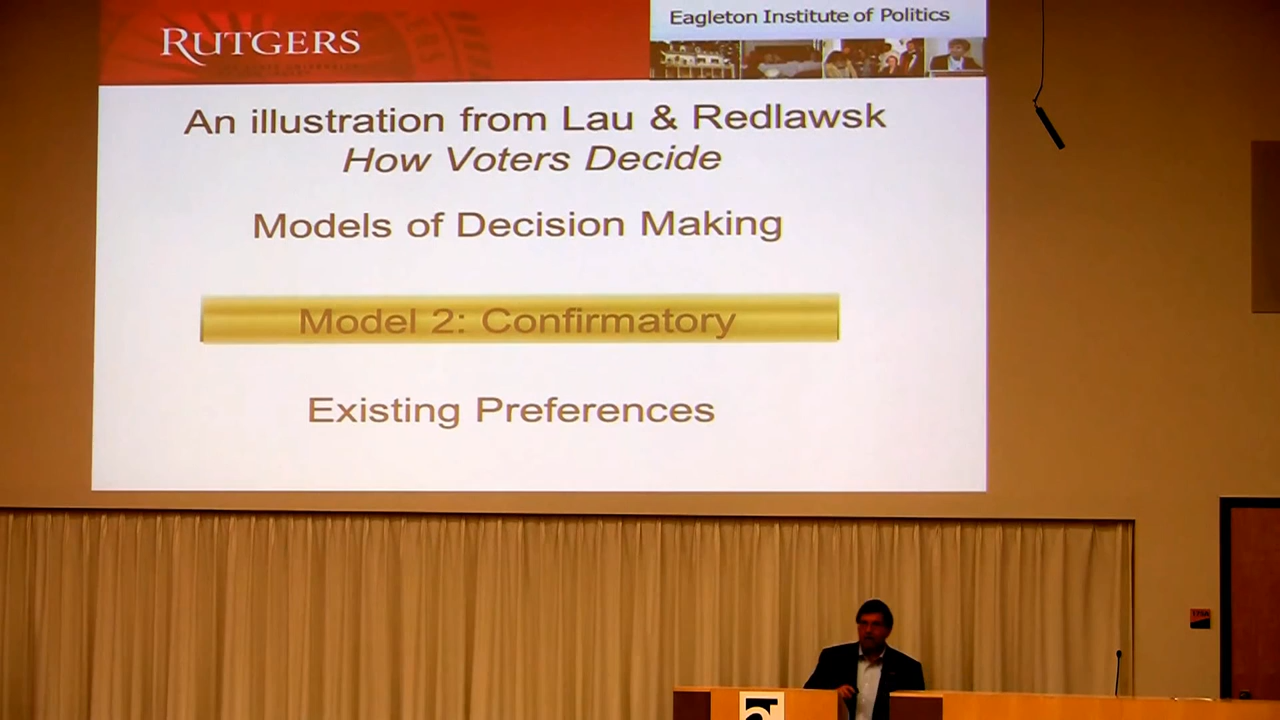 RUTGERS
Eagleton Institute of Politics
An illustration from Lau & Redlawsk
How Voters Decide
Models of Decision Making
Model 2: Confirmatory
Existing Preferences